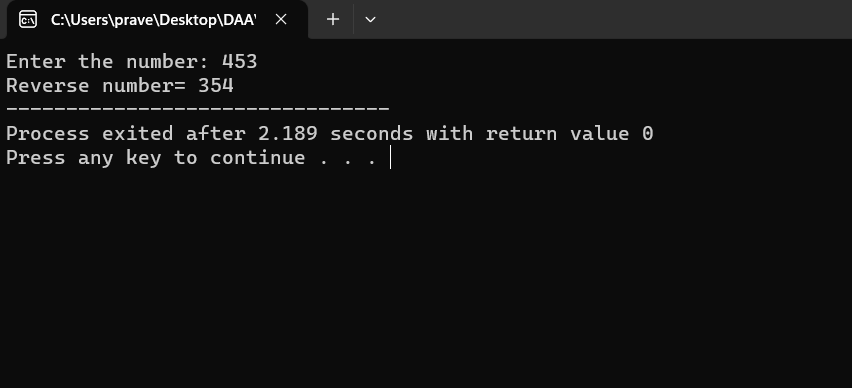 C:\Users\prave\Desktop\DAA\
Enter the number: 453
Reverse number= 354
--------------------------------
Process exited after 2.189 seconds with return value 0
Press any key to continue . . .